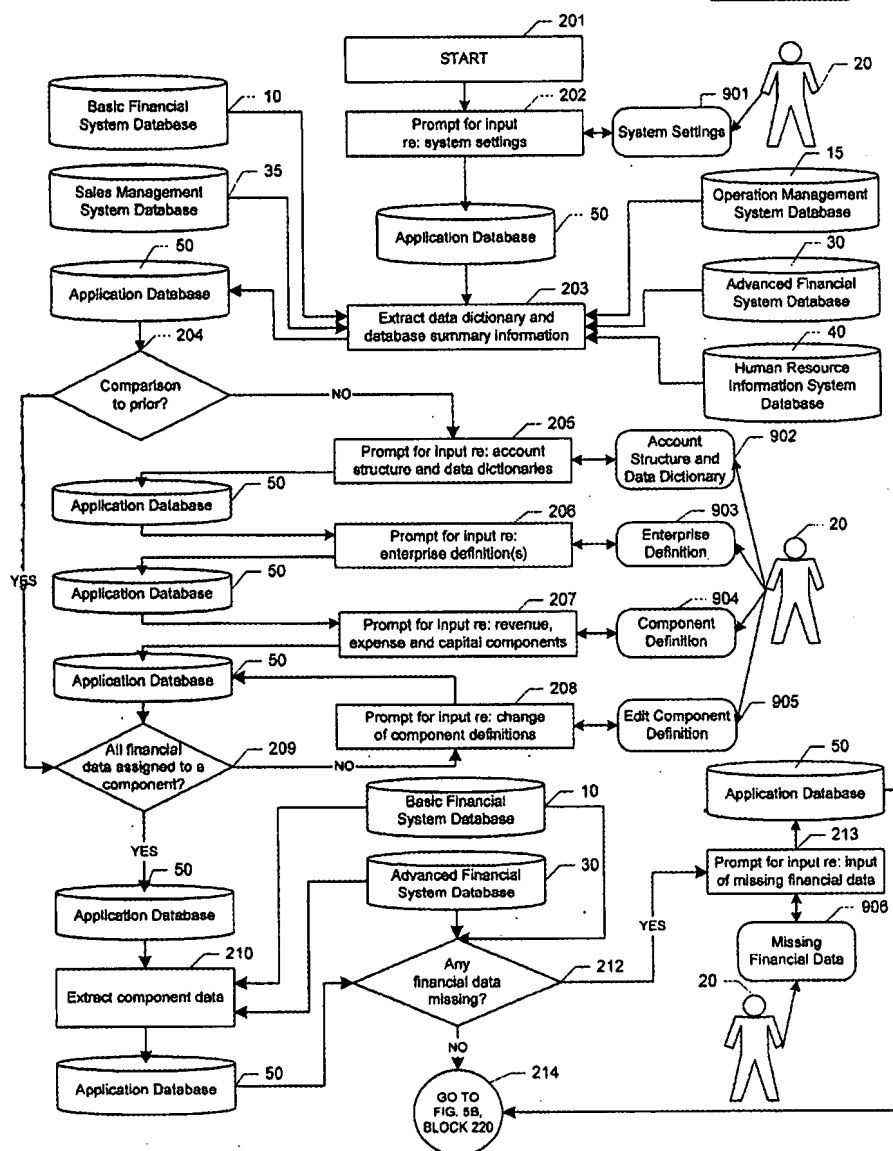 201
START
10
Basic Financial
System Database
202
Prompt for input
re: system settings
901
System Settings
20
35
Sales Management
System Database
15
Operation Management
System Database
50
Application Database
50
Application Database
30
Advanced Financial
System Database
203
Extract data dictionary and
database summary information
204
40
Human Resource
Information System
Database
Comparison
to prior?
NO
205
Prompt for input re: account
structure and data dictionaries
Account
Structure and
Data Dictionary
902
50
Application Database
206
Prompt for input re:
enterprise definition(s)
903
Enterprise
Definition
20
YES
50
Application Database
207
Prompt for input re: revenue,
expense and capital components
904
Component
Definition
50
Application Database
208
Prompt for input re: change
of component definitions
Edit Component
Definition
905
All financial
data assigned to a
component?
209
NO
50
Application Database
10
Basic Financial
System Database
213
Prompt for input re: input
of missing financial data
YES
50
Application Database
30
Advanced Financial
System Database
YES
906
Missing
Financial Data
210
Extract component data
Any
financial data
missing?
212
20
50
Application Database
NO
214
GO TO
FIG. 5B,
BLOCK 220